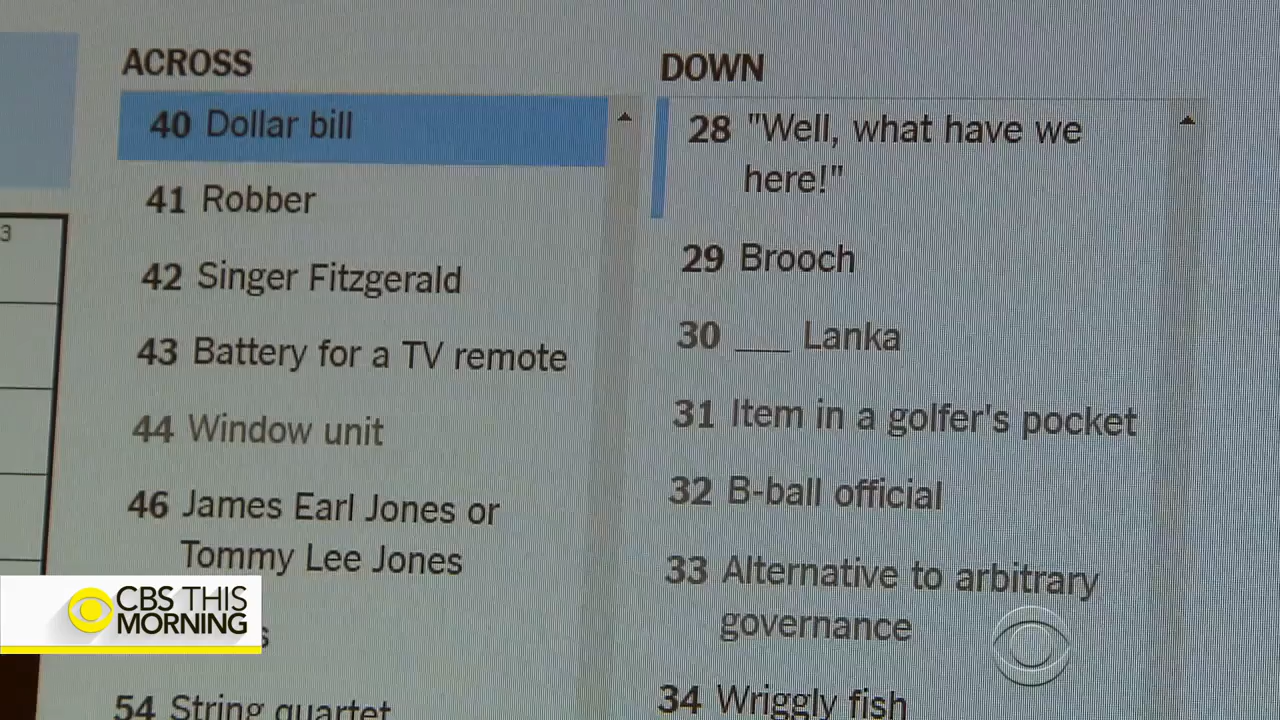 ACROSS
40 Dollar bill
41 Robber
42 Singer Fitzgerald
43 Battery for a TV remote
44 Window unit
46 James Earl Jones or
Tommy Lee Jones
54 String quartet
DOWN
28 "Well, what have we
here!"
29 Brooch
30 ___ Lanka
31 Item in a golfer's pocket
32 B-ball official
33 Alternative to arbitrary
governance
34 Wriggly fish
3
CBS THIS
MORNING